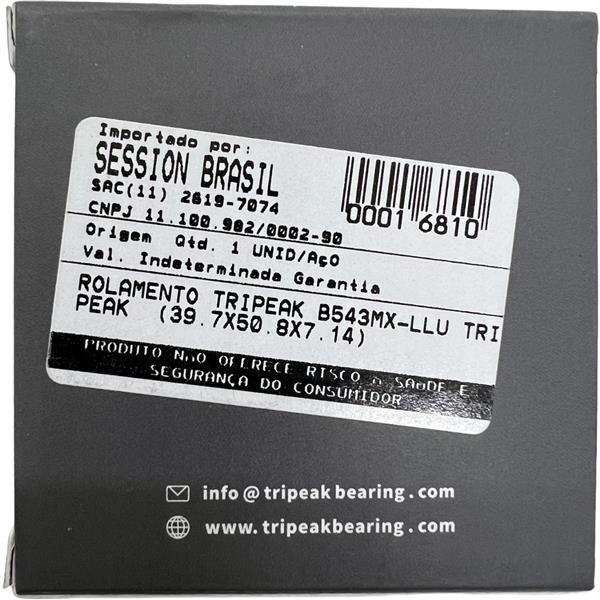 Importado por:
SESSION BRASIL
SAC(11) 2619-7074
CNPJ 11.100.982/0002-90
Origem Qtd. 1 UNID/Aço
Val. Indeterminada Garantia
00016810
ROLAMENTO TRIPEAK B543MX-LLU TRI
PEAK (39.7X50.8X7.14)
PRODUTO NãO OFERECE RISCO à SAúDE E
SEGURANÇA DO CONSUMIDOR
info@tripeakbearing.com
www.tripeakbearing.com